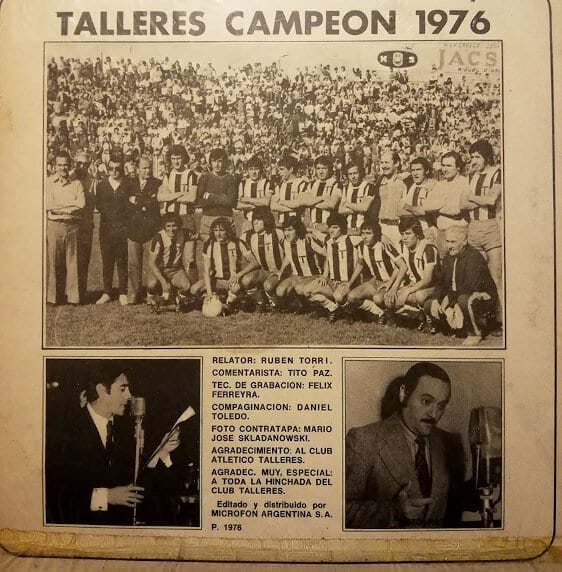 TALLERES CAMPEON 1976
JACS
RELATOR: RUBEN TORRI.
COMENTARISTA: TITO PAZ.
TEC. DE GRABACION: FELIX
FERREYRA.
COMPAGINACION: DANIEL
TOLEDO.
FOTO CONTRATAPA: MARIO
JOSE SKLADANOWSKI.
AGRADECIMIENTO: AL CLUB
ATLETICO TALLERES.
AGRADEC. MUY, ESPECIAL:
A TODA LA HINCHADA DEL
CLUB TALLERES.
Editado y distribuido por
MICROFON ARGENTINA S.A.
P. 1976